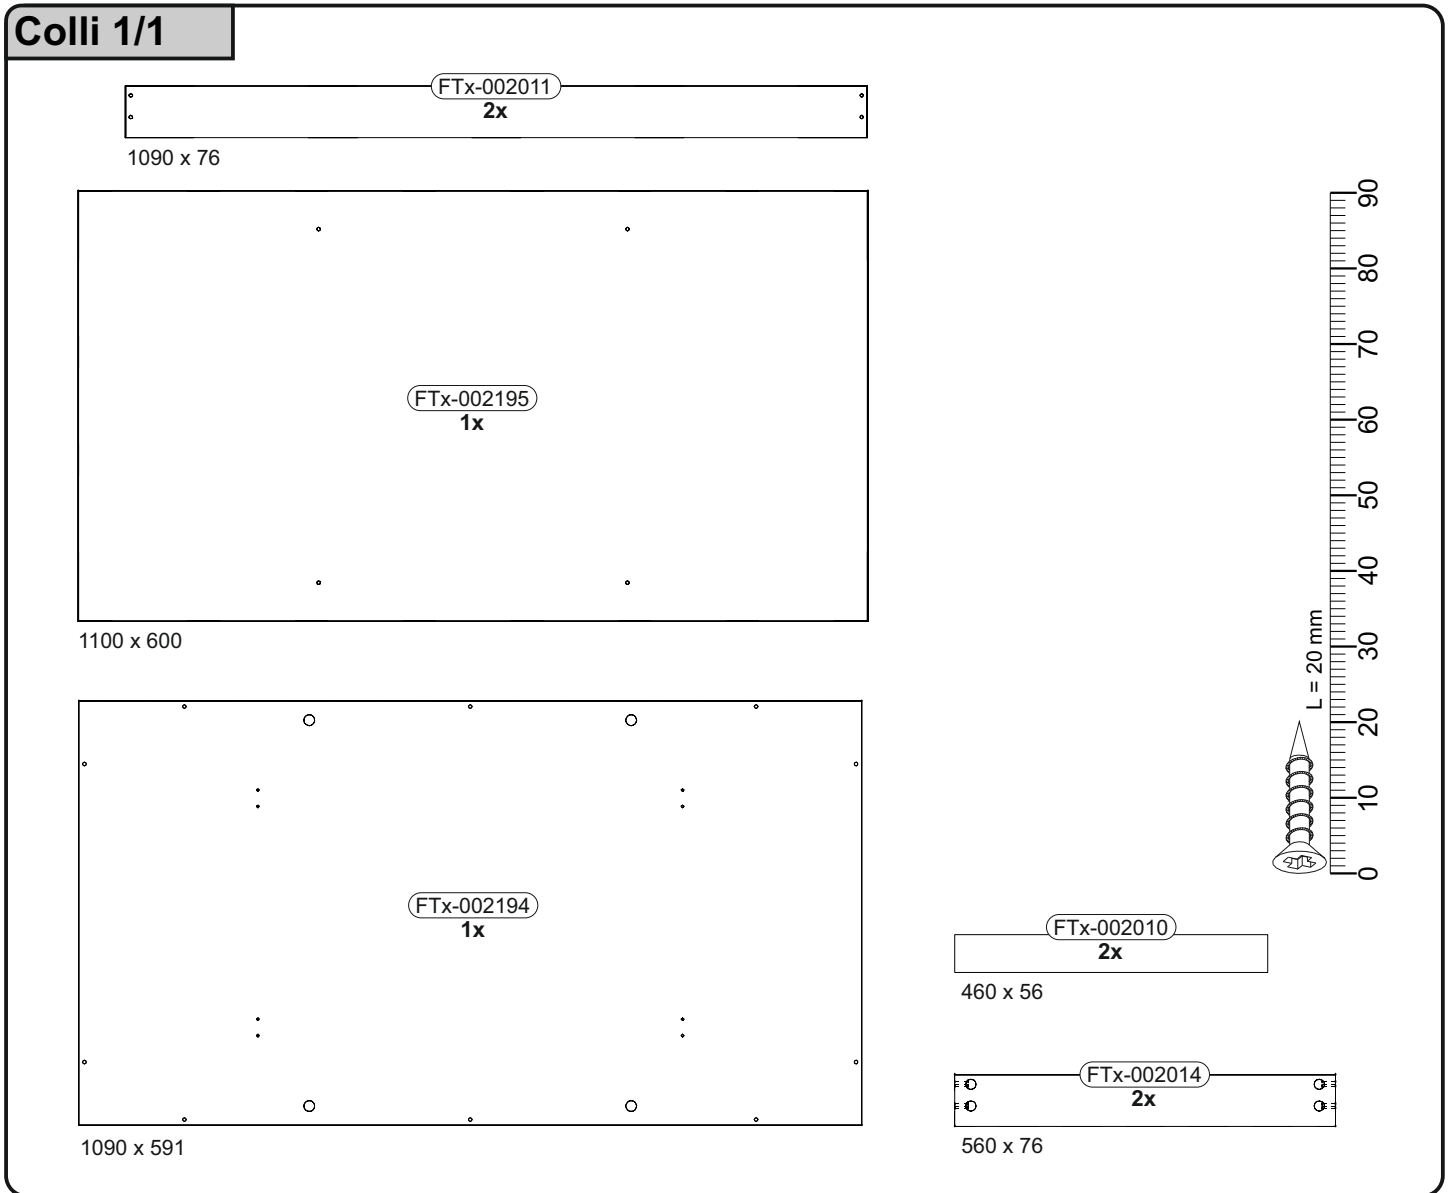 Colli 1/1
FTx-002011
2x
1090 x 76
FTx-002195
1x
1100 x 600
FTx-002194
1x
1090 x 591
90
80
70
60
50
40
30
20
10
0
L = 20 mm
FTx-002010
2x
460 x 56
FTx-002014
2x
560 x 76